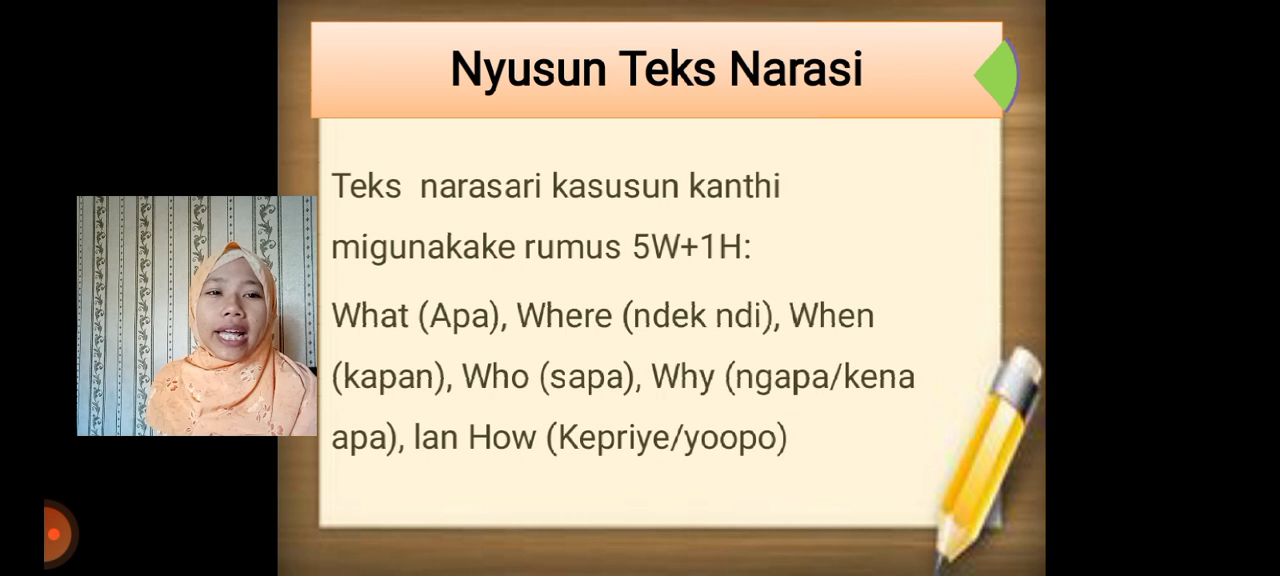 Nyusun Teks Narasi
Teks narasari kasusun kanthi
migunakake rumus 5W+1H:
What (Apa), Where (ndek ndi), When
(kapan), Who (sapa), Why (ngapa/kena
apa), lan How (Kepriye/yoopo)